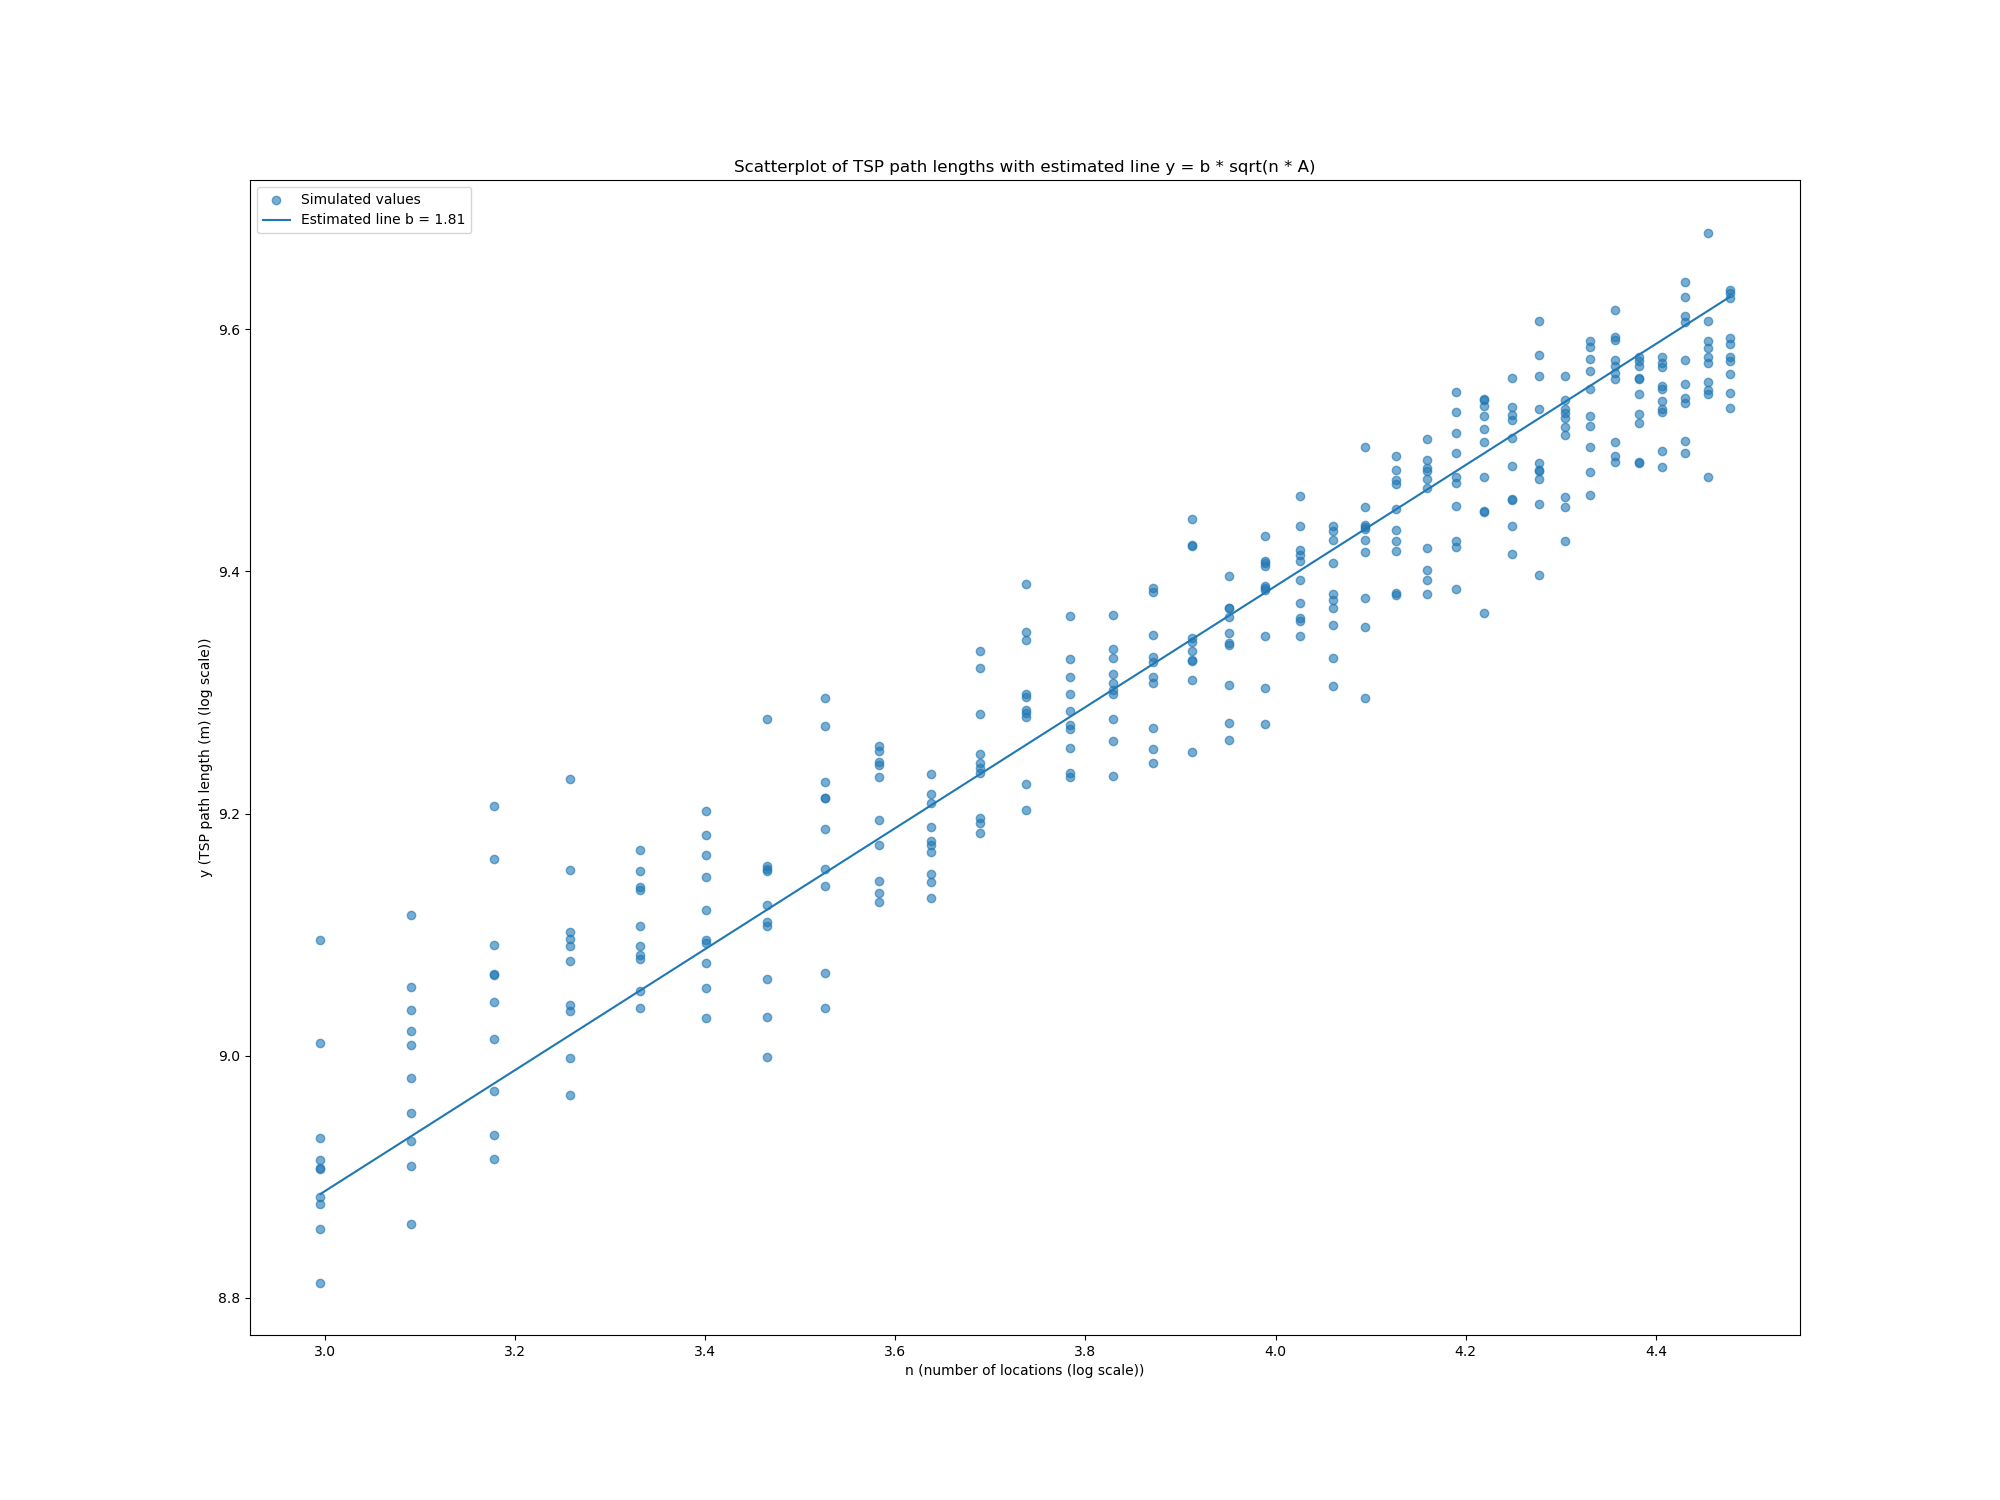 Scatterplot of TSP path lengths with estimated line y = b * sqrt(n * A)
Simulated values
Estimated line b = 1.81
y (TSP path length (m) (log scale))
9.6
9.4
9.2
9.0
8.8
3.0 3.2 3.4 3.6 3.8 4.0 4.2 4.4
n (number of locations (log scale))